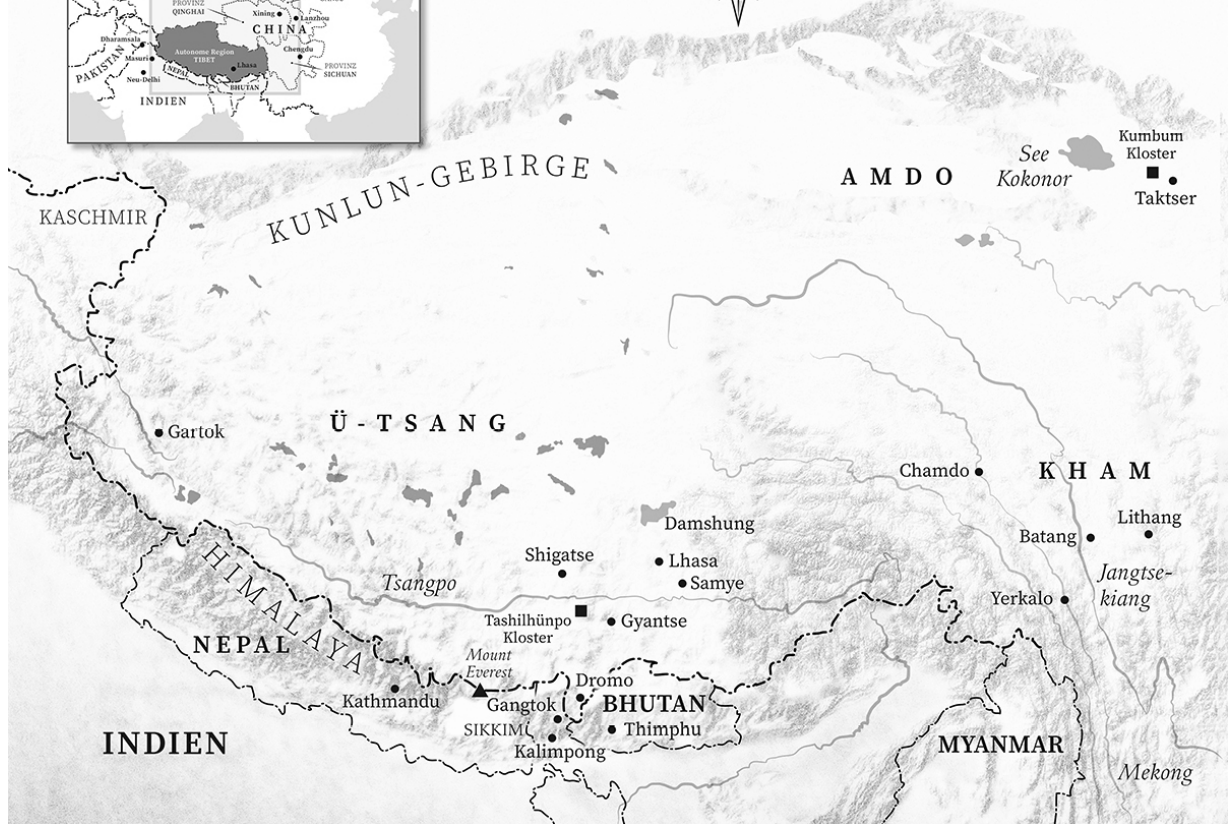 PROVINZ
QINGHAI
Xining
Lanzhou
CHINA
Dharamsala
Chengdu
Autonome Region
TIBET
Masuri
Lhasa
PAKISTAN
PROVINZ
SICHUAN
NEPAL
Neu-Delhi
BHUTAN
INDIEN
Kumbum
Kloster
See
Kokonor
AMDO
Taktser
KUNLUN-GEBIRGE
KASCHMIR
Ü-TSANG
Gartok
Chamdo
KHAM
Lithang
Damshung
Batang
Shigatse
Lhasa
Samye
Tsangpo
Jangtse-
kiang
Yerkalo
HIMALAYA
Tashilhünpo
Kloster
Gyantse
NEPAL
Mount
Everest
Dromo
Kathmandu
Gangtok
BHUTAN
SIKKIM
Thimphu
Kalimpong
INDIEN
MYANMAR
Mekong